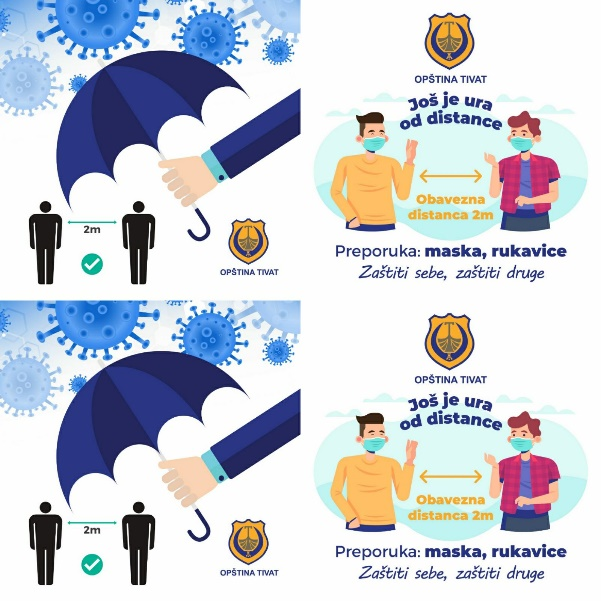 2m
OPŠTINA TIVAT
OPŠTINA TIVAT
Još je ura
od distance
Obavezna
distanca 2m
Preporuka: maska, rukavice
Zaštiti sebe, zaštiti druge
2m
OPŠTINA TIVAT
OPŠTINA TIVAT
Još je ura
od distance
Obavezna
distanca 2m
Preporuka: maska, rukavice
Zaštiti sebe, zaštiti druge